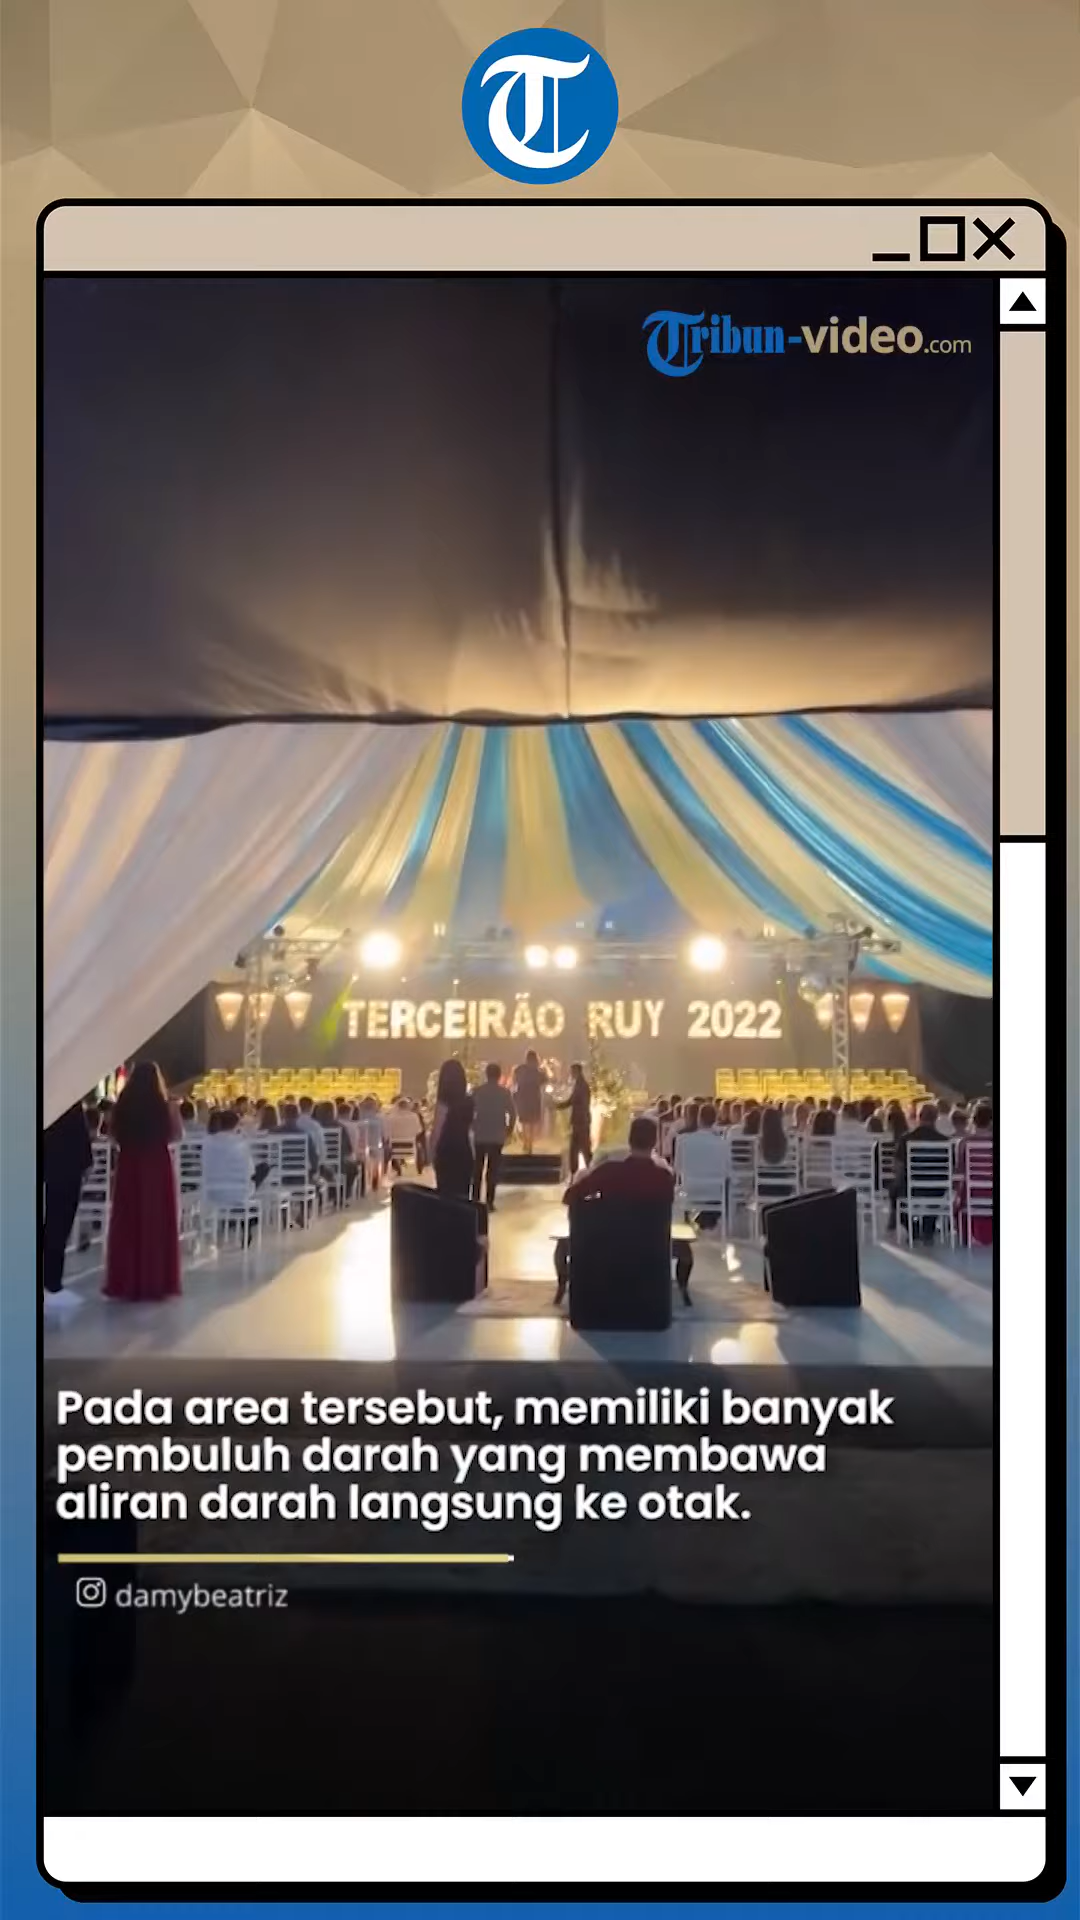 T
Tribun-video.com
TERCEIRÃO RUY 2022
Pada area tersebut, memiliki banyak
pembuluh darah yang membawa
aliran darah langsung ke otak.
damybeatriz